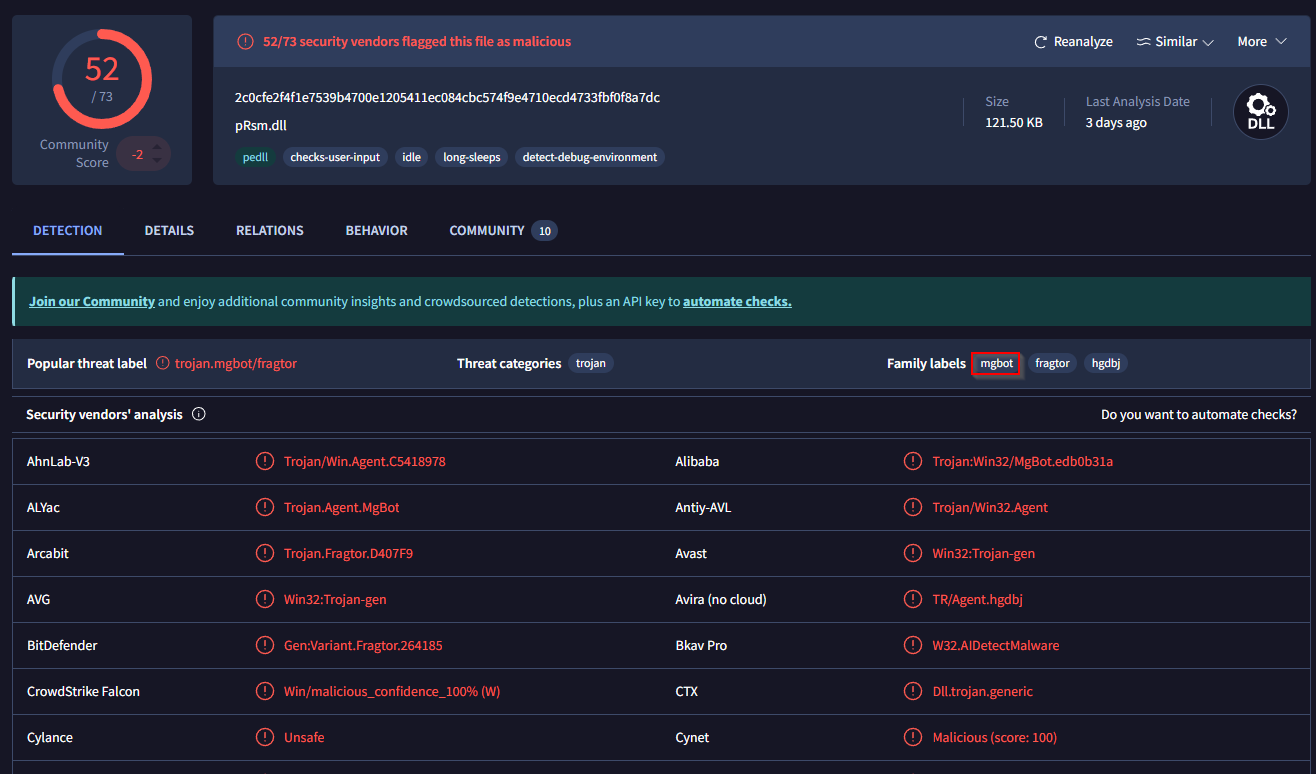 52
/ 73
Community
Score
-2
52/73 security vendors flagged this file as malicious
Reanalyze
Similar
More
2c0cfe2f4f1e7539b4700e1205411ec084cbc574f9e4710ecd4733fbf0f8a7dc
pRsm.dll
pedll
checks-user-input
idle
long-sleeps
detect-debug-environment
Size
121.50 KB
Last Analysis Date
3 days ago
DLL
DETECTION
DETAILS
RELATIONS
BEHAVIOR
COMMUNITY 10
Join our Community and enjoy additional community insights and crowdsourced detections, plus an API key to automate checks.
Popular threat label trojan.mgbot/fragtor
Threat categories trojan
Family labels mgbot fragtor hgdbj
Security vendors' analysis
Do you want to automate checks?
AhnLab-V3 Trojan/Win.Agent.C5418978
Alibaba Trojan:Win32/MgBot.edb0b31a
ALYac Trojan.Agent.MgBot
Antiy-AVL Trojan/Win32.Agent
Arcabit Trojan.Fragtor.D407F9
Avast Win32:Trojan-gen
AVG Win32:Trojan-gen
Avira (no cloud) TR/Agent.hgdbj
BitDefender Gen:Variant.Fragtor.264185
Bkav Pro W32.AIDetectMalware
CrowdStrike Falcon Win/malicious_confidence_100% (W)
CTX Dll.trojan.generic
Cylance Unsafe
Cynet Malicious (score: 100)